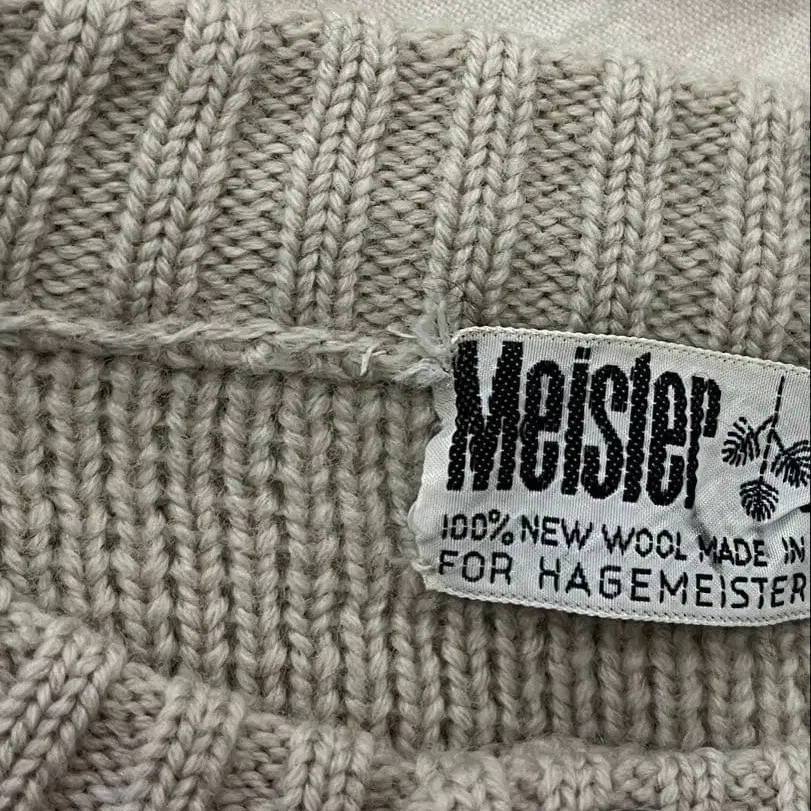 Meister
100% NEW WOOL MADE IN
FOR HAGEMEISTER